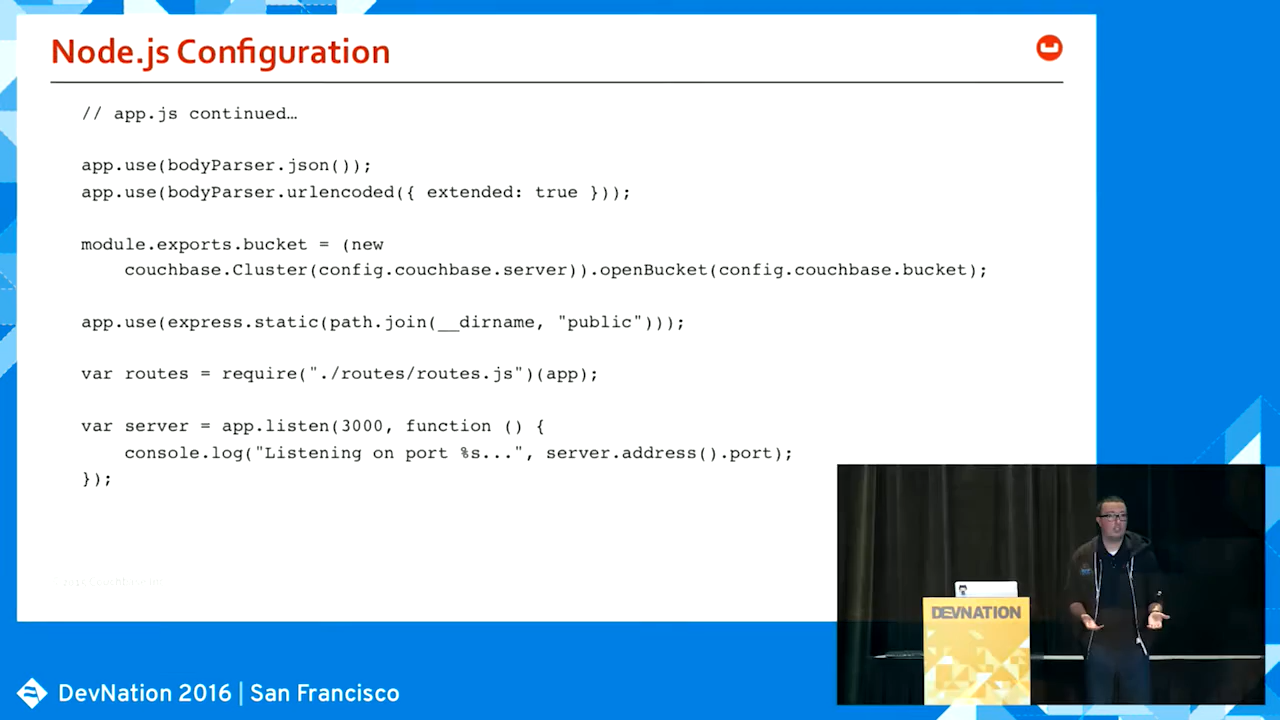 Node.js Configuration
// app.js continued…
app.use(bodyParser.json());
app.use(bodyParser.urlencoded({ extended: true }));
module.exports.bucket = (new
couchbase.Cluster(config.couchbase.server)).openBucket(config.couchbase.bucket);
app.use(express.static(path.join(__dirname, "public")));
var routes = require("./routes/routes.js")(app);
var server = app.listen(3000, function () {
console.log("Listening on port %s...", server.address().port);
});
DEVNATION
DevNation 2016 | San Francisco